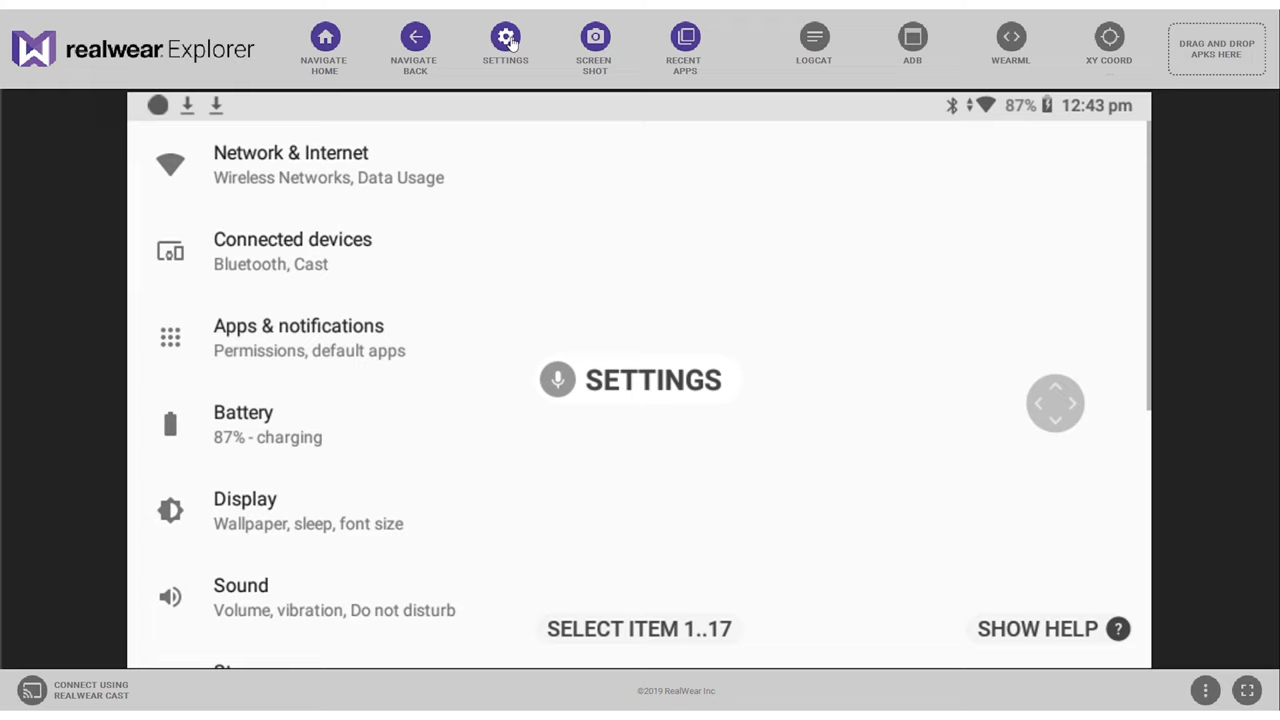 realwear Explorer
NAVIGATE
HOME
NAVIGATE
BACK
SETTINGS
SCREEN
SHOT
RECENT
APPS
LOGCAT
ADB
WEARML
XY COORD
...
DRAG AND DROP
APKS HERE
87% 12:43 pm
Network & Internet
Wireless Networks, Data Usage
Connected devices
Bluetooth, Cast
Apps & notifications
Permissions, default apps
SETTINGS
Battery
87% - charging
Display
Wallpaper, sleep, font size
Sound
Volume, vibration, Do not disturb
SELECT ITEM 1..17
SHOW HELP ?
CONNECT USING
REALWEAR CAST
©2019 RealWear Inc.